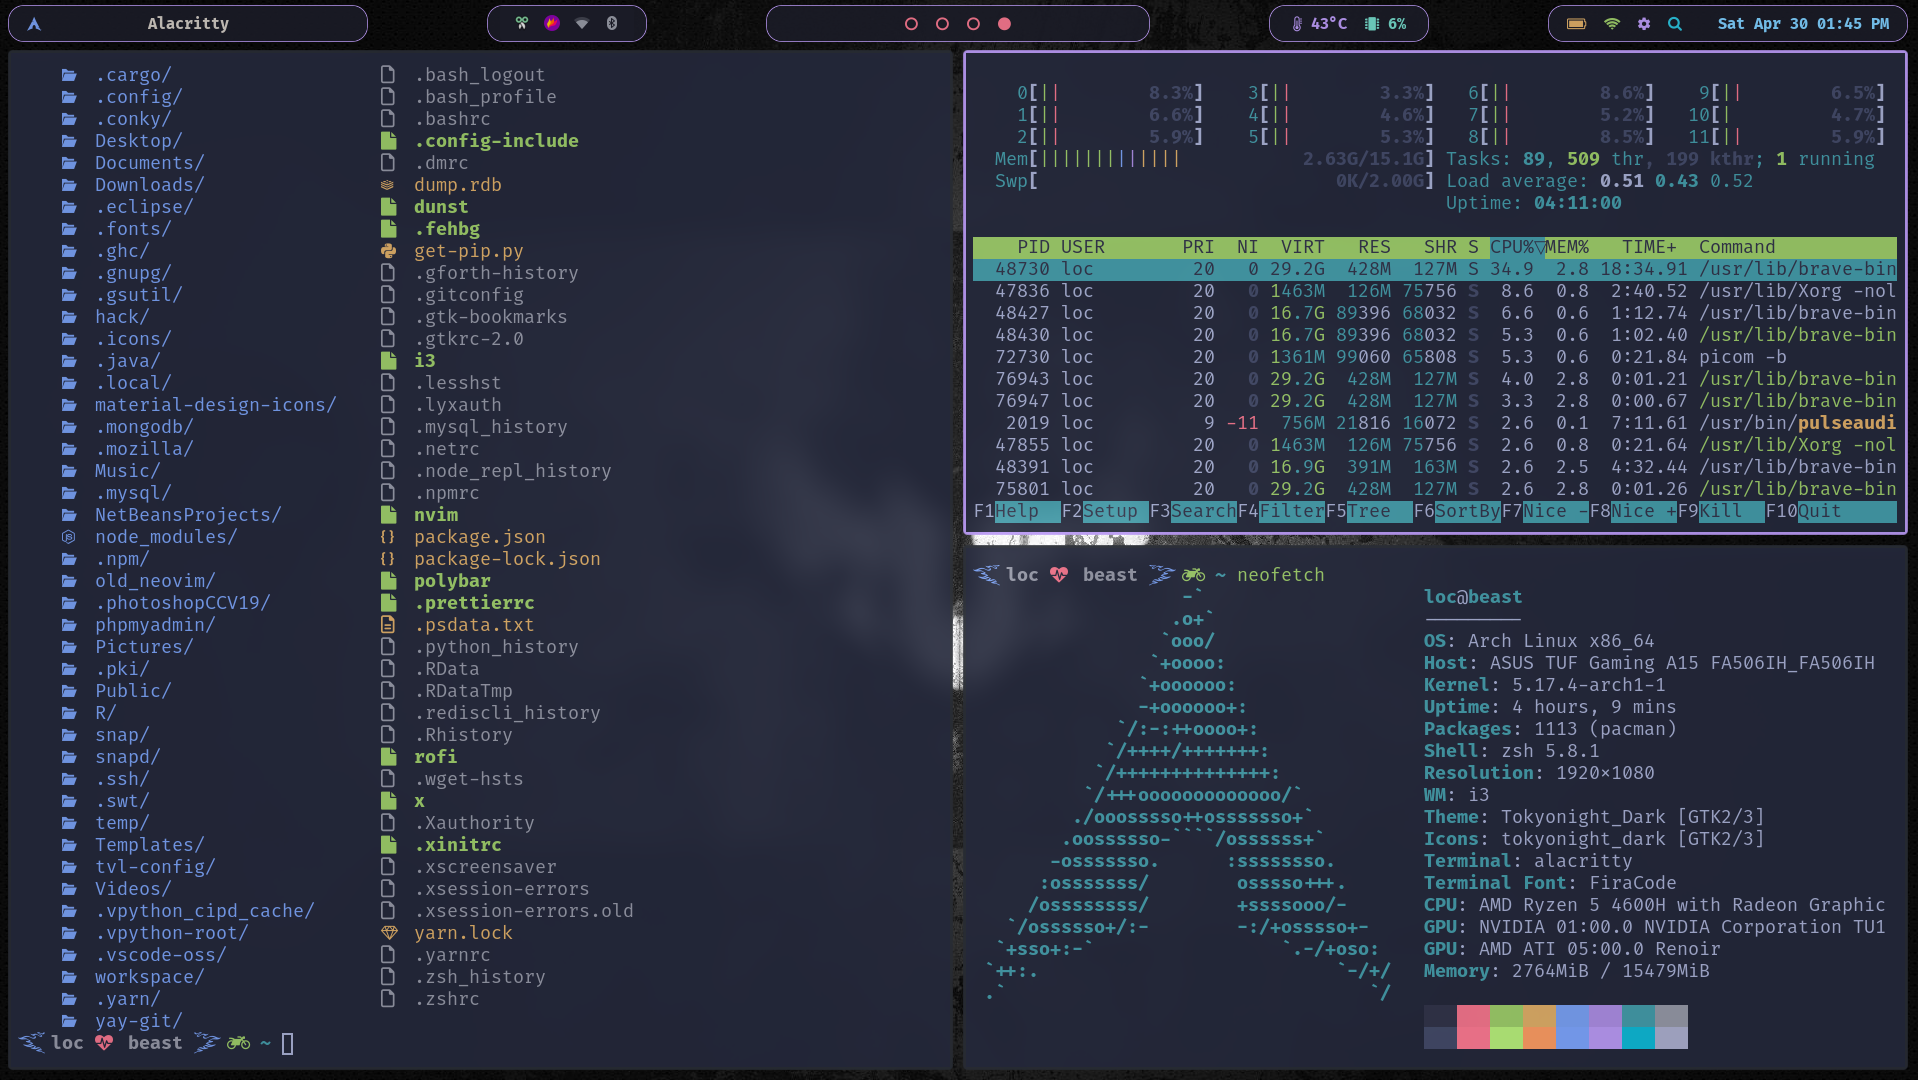 Alacritty
43°C 6%
Sat Apr 30 01:45 PM
.cargo/ .bash_logout
.config/ .bash_profile
.conky/ .bashrc
Desktop/ .config-include
Documents/ .dmrc
Downloads/ dump.rdb
.eclipse/ dunst
.fonts/ .fehbg
.ghc/ get-pip.py
.gnupg/ .gforth-history
.gsutil/ .gitconfig
hack/ .gtk-bookmarks
.icons/ .gtkrc-2.0
.java/ i3
.local/ .lesshst
material-design-icons/ .lyxauth
.mongodb/ .mysql_history
.mozilla/ .netrc
Music/ .node_repl_history
.mysql/ .npmrc
NetBeansProjects/ nvim
node_modules/ package.json
.npm/ package-lock.json
old_neovim/ polybar
.photoshopCCV19/ .prettierrc
phpmyadmin/ .psdata.txt
Pictures/ .python_history
.pki/ .RData
Public/ .RDataTmp
R/ .rediscli_history
snap/ .Rhistory
snapd/ rofi
.ssh/ .wget-hsts
.swt/ x
temp/ .Xauthority
Templates/ .xinitrc
tvl-config/ .xscreensaver
Videos/ .xsession-errors
.vpython_cipd_cache/ .xsession-errors.old
.vpython-root/ yarn.lock
.vscode-oss/ .yarnrc
workspace/ .zsh_history
.yarn/ .zshrc
yay-git/
loc beast ~
0[|| 8.3%] 3[|| 3.3%] 6[|| 8.6%] 9[|| 6.5%]
1[|| 6.6%] 4[|| 4.6%] 7[|| 5.2%] 10[| 4.7%]
2[|| 5.9%] 5[|| 5.3%] 8[|| 8.5%] 11[|| 5.9%]
Mem[||||||||||||| 2.63G/15.1G] Tasks: 89, 509 thr, 199 kthr; 1 running
Swp[ 0K/2.00G] Load average: 0.51 0.43 0.52
Uptime: 04:11:00
PID USER PRI NI VIRT RES SHR S CPU%▽MEM% TIME+ Command
48730 loc 20 0 29.2G 428M 127M S 34.9 2.8 18:34.91 /usr/lib/brave-bin
47836 loc 20 0 1463M 126M 75756 S 8.6 0.8 2:40.52 /usr/lib/Xorg -nol
48427 loc 20 0 16.7G 89396 68032 S 6.6 0.6 1:12.74 /usr/lib/brave-bin
48430 loc 20 0 16.7G 89396 68032 S 5.3 0.6 1:02.40 /usr/lib/brave-bin
72730 loc 20 0 1361M 99060 65808 S 5.3 0.6 0:21.84 picom -b
76943 loc 20 0 29.2G 428M 127M S 4.0 2.8 0:01.21 /usr/lib/brave-bin
76947 loc 20 0 29.2G 428M 127M S 3.3 2.8 0:00.67 /usr/lib/brave-bin
2019 loc 9 -11 756M 21816 16072 S 2.6 0.1 7:11.61 /usr/bin/pulseaudi
47855 loc 20 0 1463M 126M 75756 S 2.6 0.8 0:21.64 /usr/lib/Xorg -nol
48391 loc 20 0 16.9G 391M 163M S 2.6 2.5 4:32.44 /usr/lib/brave-bin
75801 loc 20 0 29.2G 428M 127M S 2.6 2.8 0:01.26 /usr/lib/brave-bin
F1Help F2Setup F3SearchF4FilterF5Tree F6SortByF7Nice -F8Nice +F9Kill F10Quit
loc beast ~ neofetch
-`
.o+`
`ooo/
`+oooo:
`+oooooo:
-+oooooo+:
`/:-:++oooo+:
`/++++/+++++++:
`/++++++++++++++:
`/+++ooooooooooooo/`
./ooosssso++osssssso+`
.oossssso-````/ossssss+`
-osssssso. :ssssssso.
:osssssss/ osssso+++.
/ossssssss/ +ssssooo/-
`/ossssso+/:- -:/+osssso+-
`+sso+:-` `.-/+oso:
`++:. `-/+/
.` `/
loc@beast
---------
OS: Arch Linux x86_64
Host: ASUS TUF Gaming A15 FA506IH_FA506IH
Kernel: 5.17.4-arch1-1
Uptime: 4 hours, 9 mins
Packages: 1113 (pacman)
Shell: zsh 5.8.1
Resolution: 1920×1080
WM: i3
Theme: Tokyonight_Dark [GTK2/3]
Icons: tokyonight_dark [GTK2/3]
Terminal: alacritty
Terminal Font: FiraCode
CPU: AMD Ryzen 5 4600H with Radeon Graphic
GPU: NVIDIA 01:00.0 NVIDIA Corporation TU1
GPU: AMD ATI 05:00.0 Renoir
Memory: 2764MiB / 15479MiB